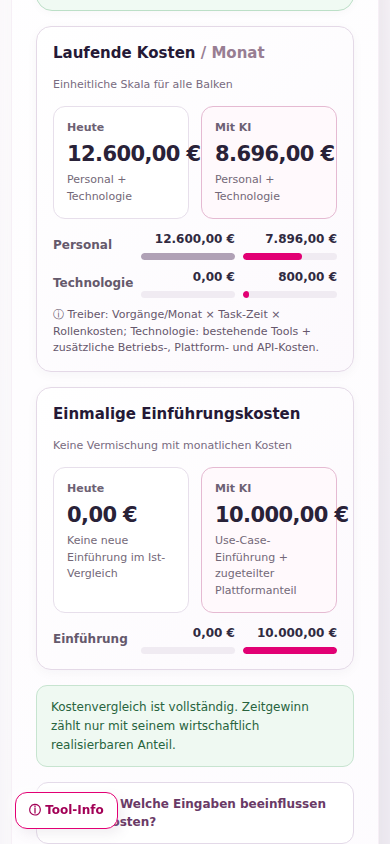 Laufende Kosten / Monat
Einheitliche Skala für alle Balken
Heute
12.600,00 €
Personal +
Technologie
Mit KI
8.696,00 €
Personal +
Technologie
Personal 12.600,00 € 7.896,00 €
Technologie 0,00 € 800,00 €
ⓘ Treiber: Vorgänge/Monat × Task-Zeit ×
Rollenkosten; Technologie: bestehende Tools +
zusätzliche Betriebs-, Plattform- und API-Kosten.
Einmalige Einführungskosten
Keine Vermischung mit monatlichen Kosten
Heute
0,00 €
Keine neue
Einführung im Ist-
Vergleich
Mit KI
10.000,00 €
Use-Case-
Einführung +
zugeteilter
Plattformanteil
Einführung 0,00 € 10.000,00 €
Kostenvergleich ist vollständig. Zeitgewinn
zählt nur mit seinem wirtschaftlich
realisierbaren Anteil.
Welche Eingaben beeinflussen
ⓘ Tool-Info